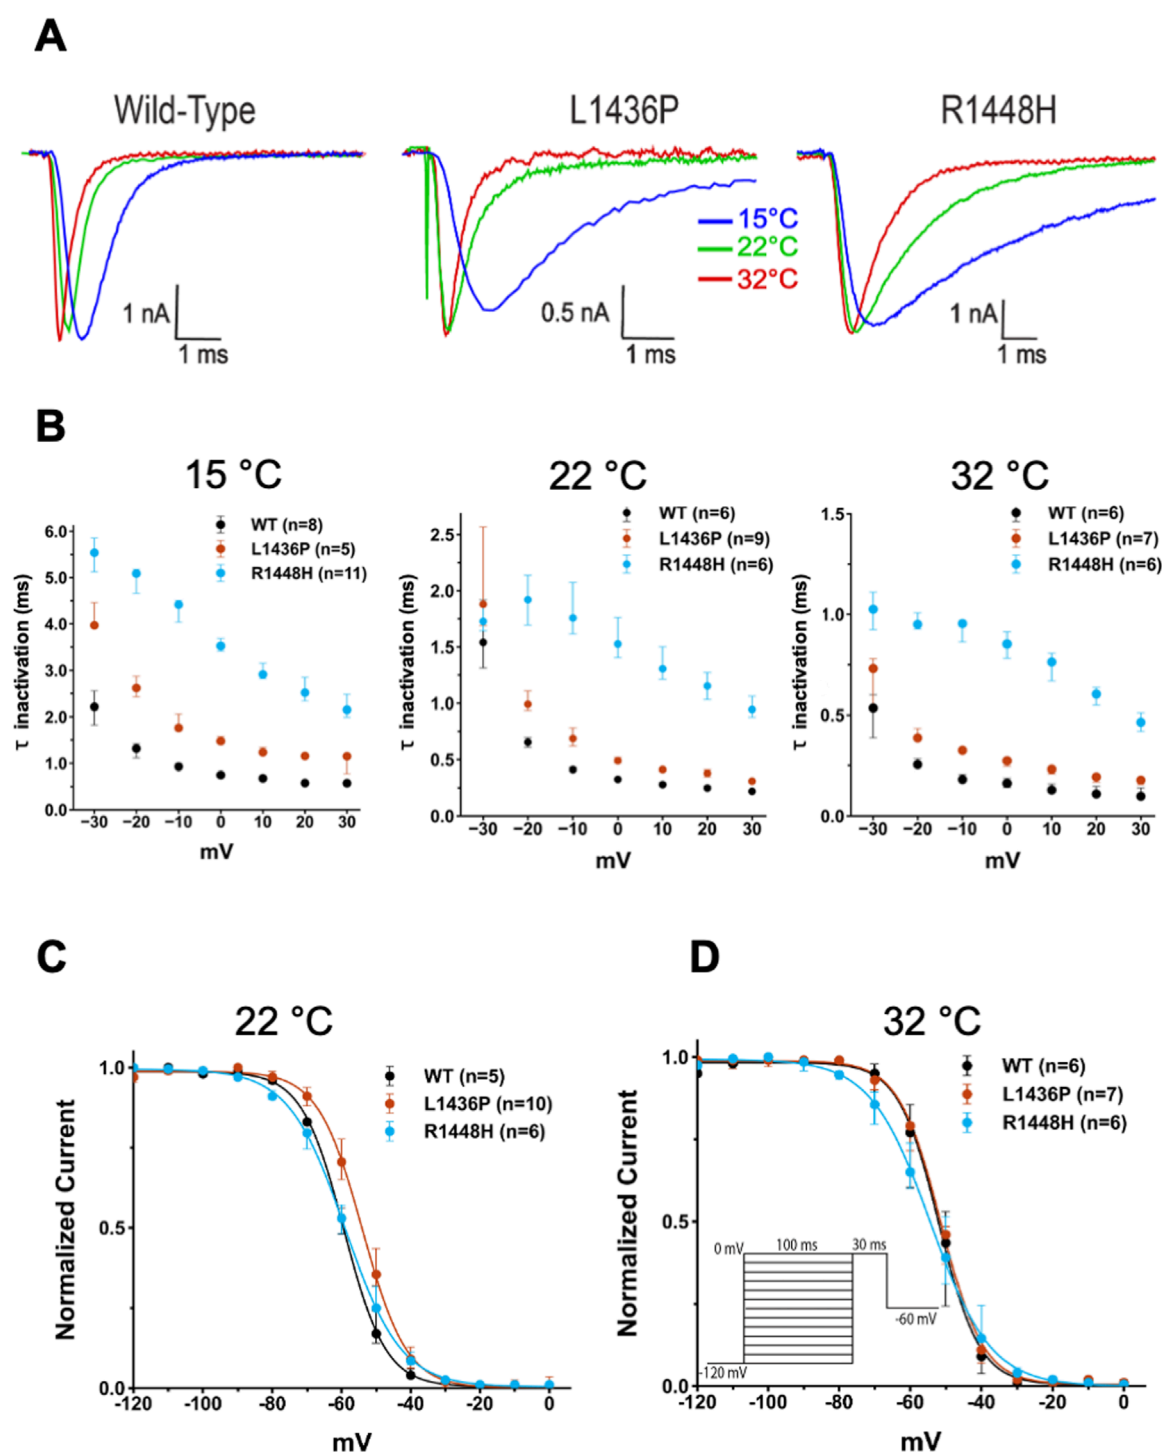 A
Wild-Type
L1436P
R1448H
15°C
22°C
32°C
1 nA
1 ms
0.5 nA
1 ms
1 nA
1 ms
B
15 °C
22 °C
32 °C
WT (n=8)
L1436P (n=5)
R1448H (n=11)
WT (n=6)
L1436P (n=9)
R1448H (n=6)
WT (n=6)
L1436P (n=7)
R1448H (n=6)
τ inactivation (ms)
6.0
5.0
4.0
3.0
2.0
1.0
0.0
−30 −20 −10 0 10 20 30
mV
τ inactivation (ms)
2.5
2.0
1.5
1.0
0.5
0.0
−30 −20 −10 0 10 20 30
mV
τ inactivation (ms)
1.5
1.0
0.5
0.0
−30 −20 −10 0 10 20 30
mV
C
22 °C
WT (n=5)
L1436P (n=10)
R1448H (n=6)
Normalized Current
1.0
0.5
0.0
-120 -100 -80 -60 -40 -20 0
mV
D
32 °C
WT (n=6)
L1436P (n=7)
R1448H (n=6)
Normalized Current
1.0
0.5
0.0
0 mV 100 ms 30 ms
-60 mV
-120 mV
-120 -100 -80 -60 -40 -20 0
mV